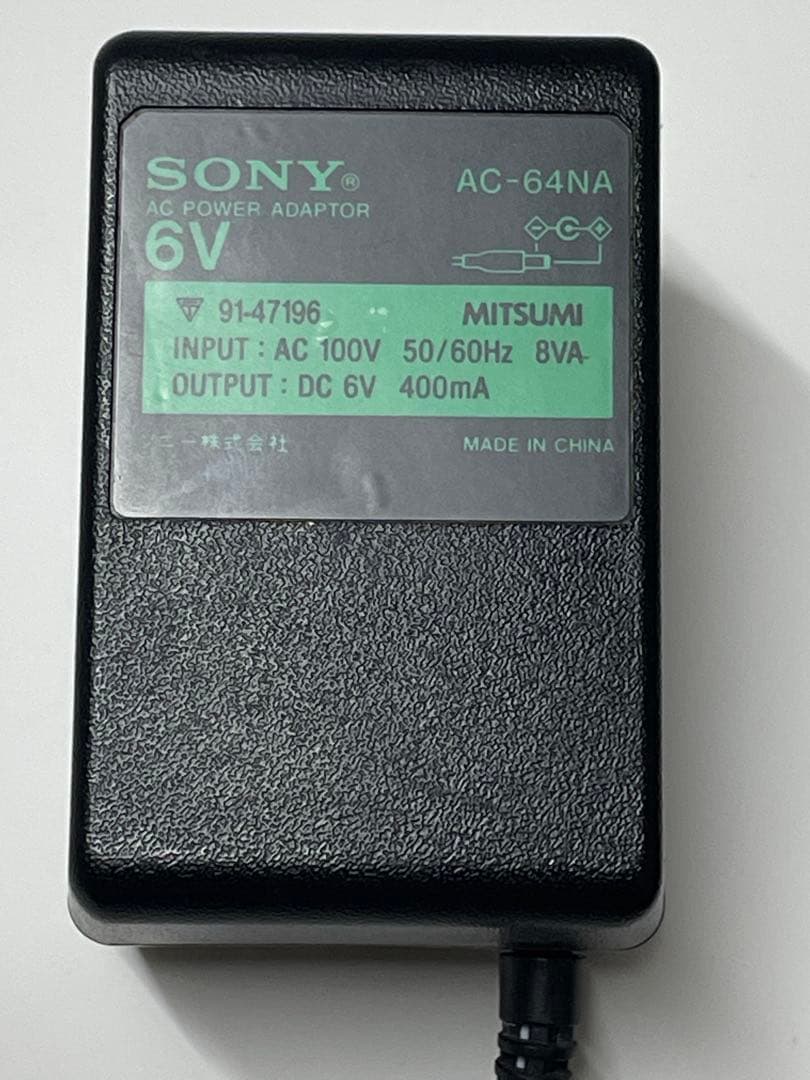 SONY®
AC-64NA
AC POWER ADAPTOR
6V
91-47196 MITSUMI
INPUT : AC 100V 50/60Hz 8VA
OUTPUT : DC 6V 400mA
ソニー株式会社 MADE IN CHINA